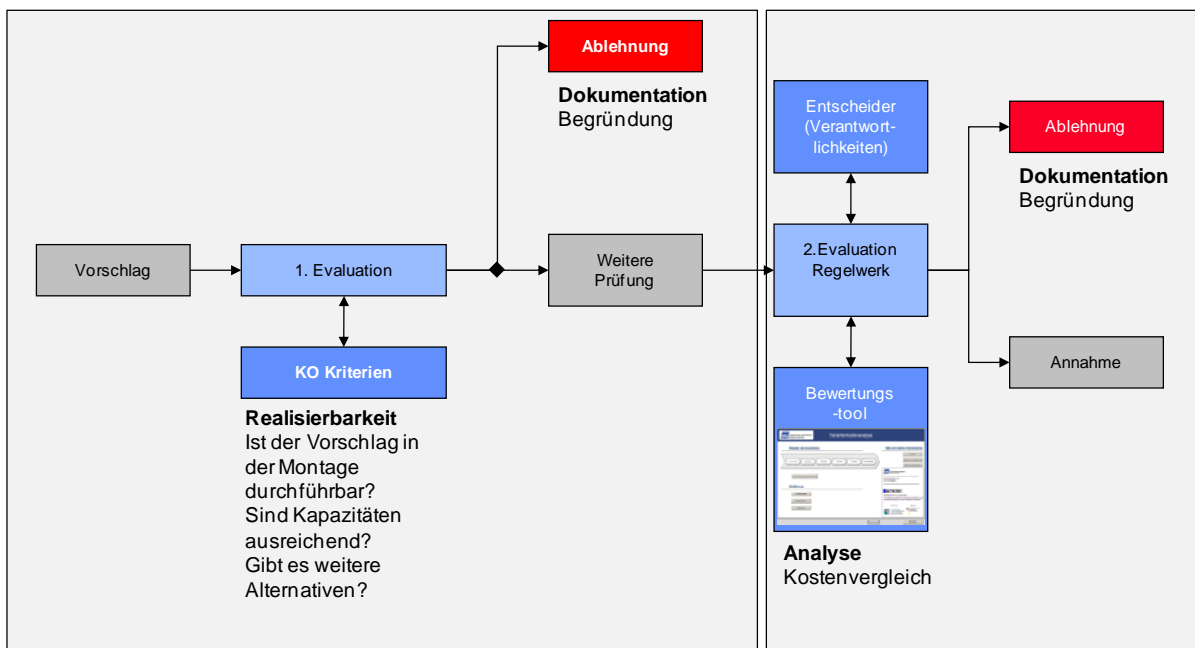 Ablehnung
Dokumentation
Begründung
Vorschlag
1. Evaluation
Weitere
Prüfung
KO Kriterien
Realisierbarkeit
Ist der Vorschlag in
der Montage
durchführbar?
Sind Kapazitäten
ausreichend?
Gibt es weitere
Alternativen?
Entscheider
(Verantwort-
lichkeiten)
2.Evaluation
Regelwerk
Bewertungs
-tool
Analyse
Kostenvergleich
Ablehnung
Dokumentation
Begründung
Annahme